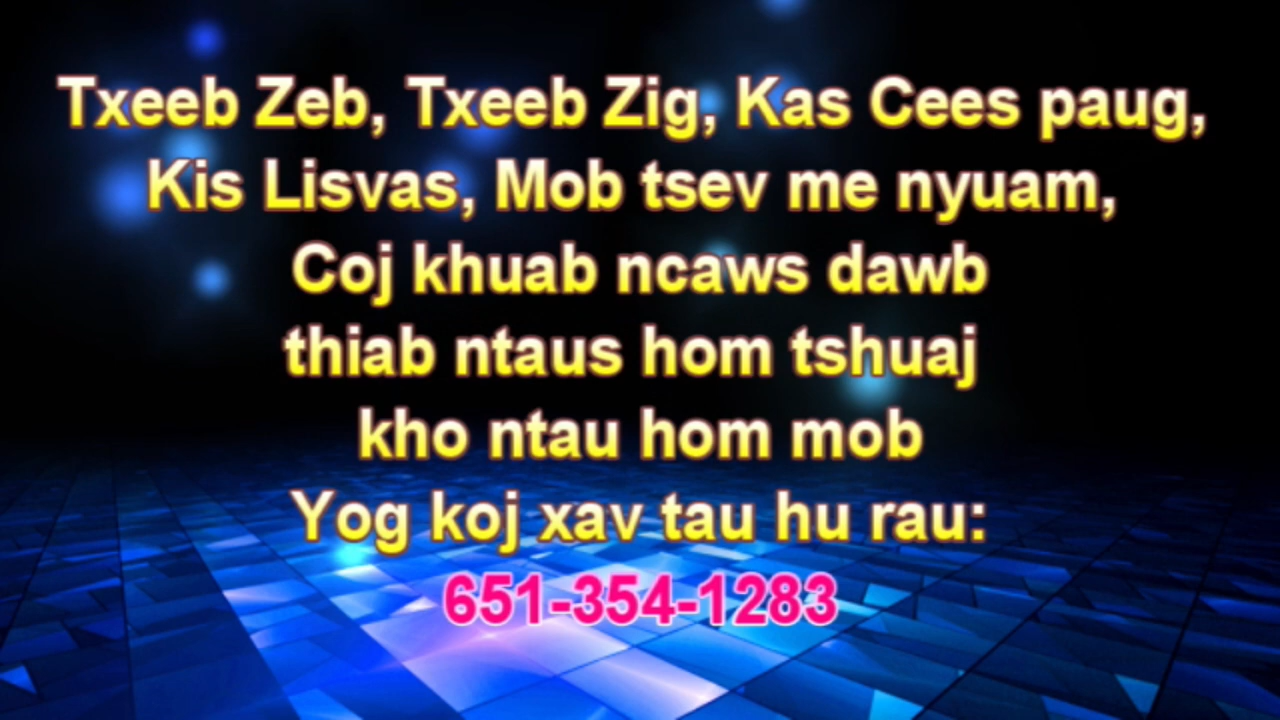 Txeeb Zeb, Txeeb Zig, Kas Cees paug,
Kis Lisvas, Mob tsev me nyuam,
Coj khuab ncaws dawb
thiab ntaus hom tshuaj
kho ntau hom mob
Yog koj xav tau hu rau:
651-354-1283